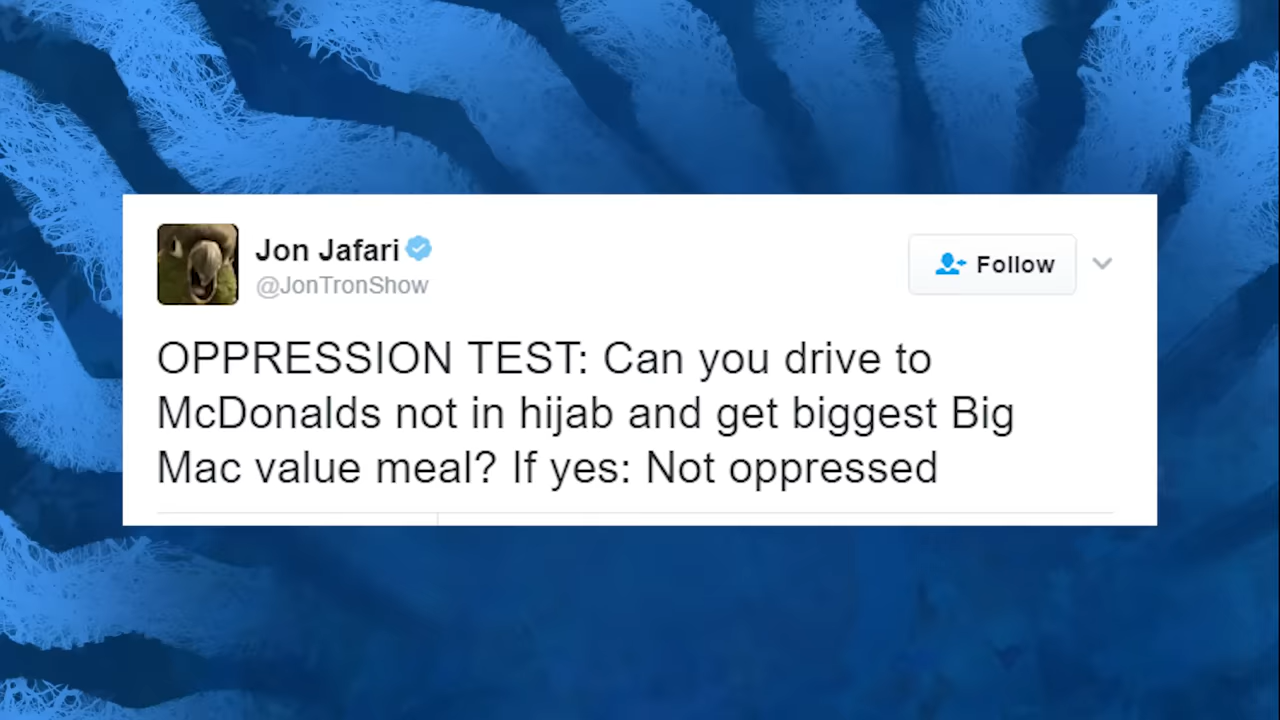 Jon Jafari
@JonTronShow
Follow
OPPRESSION TEST: Can you drive to
McDonalds not in hijab and get biggest Big
Mac value meal? If yes: Not oppressed